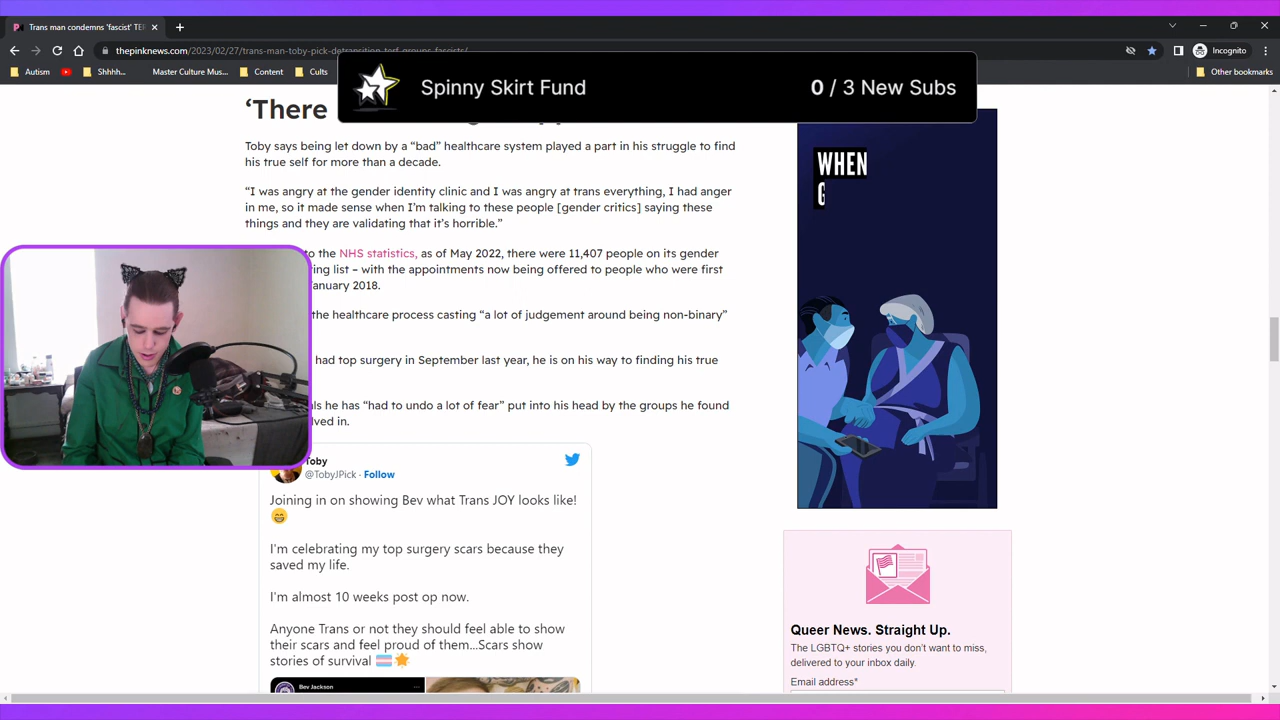 Trans man condemns 'fascist' TE
thepinknews.com/2023/02/27/trans-man-toby-pick-detransition-terf-groups-fascists/
Incognito
Autism
Shhhh...
Master Culture Mus...
Content
Cults
Other bookmarks
Spinny Skirt Fund
0 / 3 New Subs
‘There
Toby says being let down by a “bad” healthcare system played a part in his struggle to find
his true self for more than a decade.
“I was angry at the gender identity clinic and I was angry at trans everything, I had anger
in me, so it made sense when I’m talking to these people [gender critics] saying these
things and they are validating that it’s horrible.”
to the NHS statistics, as of May 2022, there were 11,407 people on its gender
ing list – with the appointments now being offered to people who were first
anuary 2018.
the healthcare process casting “a lot of judgement around being non-binary”
had top surgery in September last year, he is on his way to finding his true
ls he has “had to undo a lot of fear” put into his head by the groups he found
lved in.
Toby
@TobyJPick · Follow
Joining in on showing Bev what Trans JOY looks like!
😄
I'm celebrating my top surgery scars because they
saved my life.
I'm almost 10 weeks post op now.
Anyone Trans or not they should feel able to show
their scars and feel proud of them...Scars show
stories of survival 🏳️‍⚧️🌟
Bev Jackson
WHEN
G
Queer News. Straight Up.
The LGBTQ+ stories you don’t want to miss,
delivered to your inbox daily.
Email address*